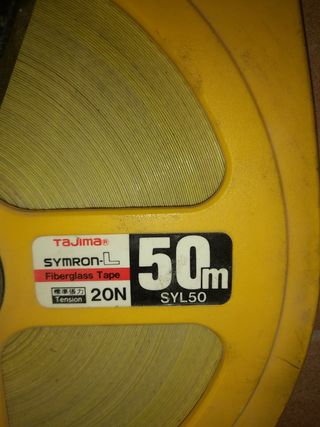 TaJima®
SYMRON-L
Fiberglass Tape
標準張力
Tension
20N
50m
SYL50